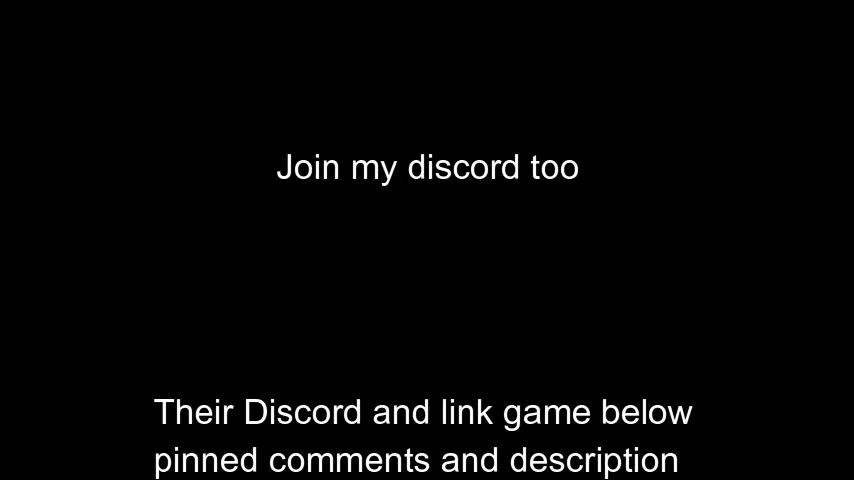 Join my discord too
Their Discord and link game below
pinned comments and description